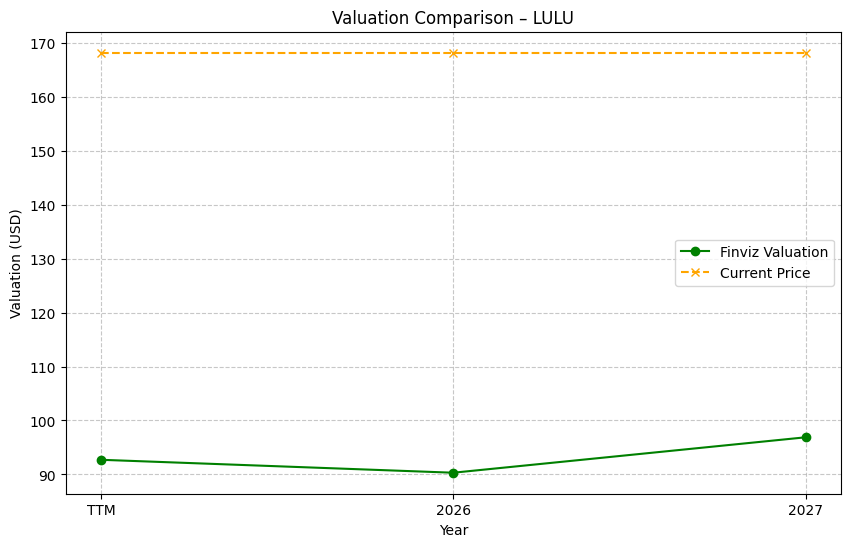 Valuation Comparison – LULU
Valuation (USD)
170
160
150
140
130
120
110
100
90
Finviz Valuation
Current Price
TTM
2026
2027
Year